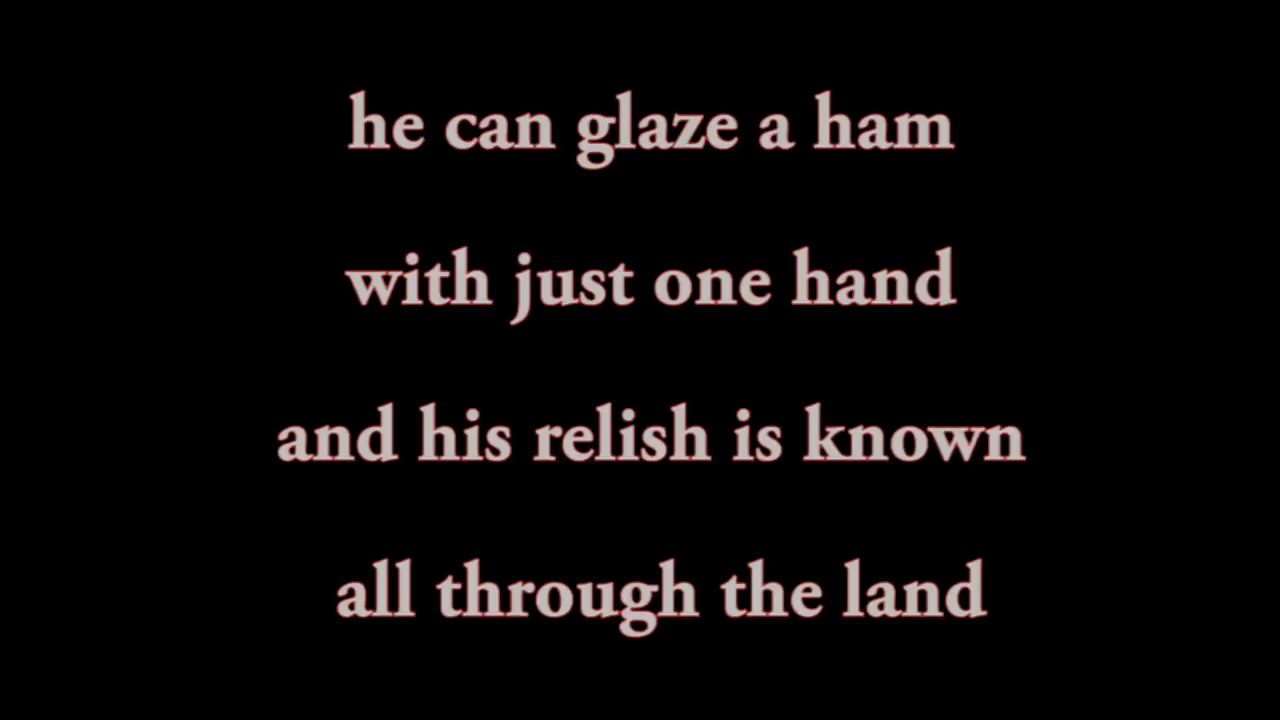 he can glaze a ham
with just one hand
and his relish is known
all through the land